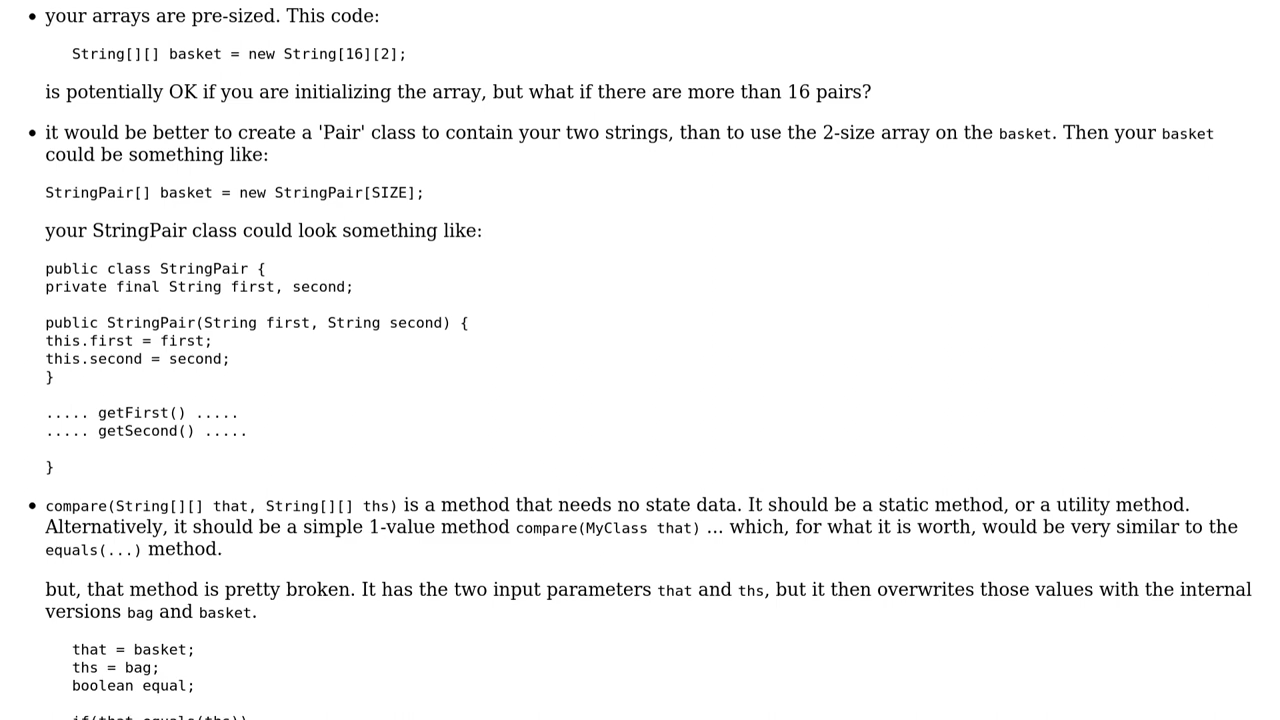 • your arrays are pre-sized. This code:
String[][] basket = new String[16][2];
is potentially OK if you are initializing the array, but what if there are more than 16 pairs?
• it would be better to create a 'Pair' class to contain your two strings, than to use the 2-size array on the basket. Then your basket
could be something like:
StringPair[] basket = new StringPair[SIZE];
your StringPair class could look something like:
public class StringPair {
private final String first, second;
public StringPair(String first, String second) {
this.first = first;
this.second = second;
}
..... getFirst() .....
..... getSecond() .....
}
• compare(String[][] that, String[][] ths) is a method that needs no state data. It should be a static method, or a utility method.
Alternatively, it should be a simple 1-value method compare(MyClass that) ... which, for what it is worth, would be very similar to the
equals(...) method.
but, that method is pretty broken. It has the two input parameters that and ths, but it then overwrites those values with the internal
versions bag and basket.
that = basket;
ths = bag;
boolean equal;
if(that.equals(ths))